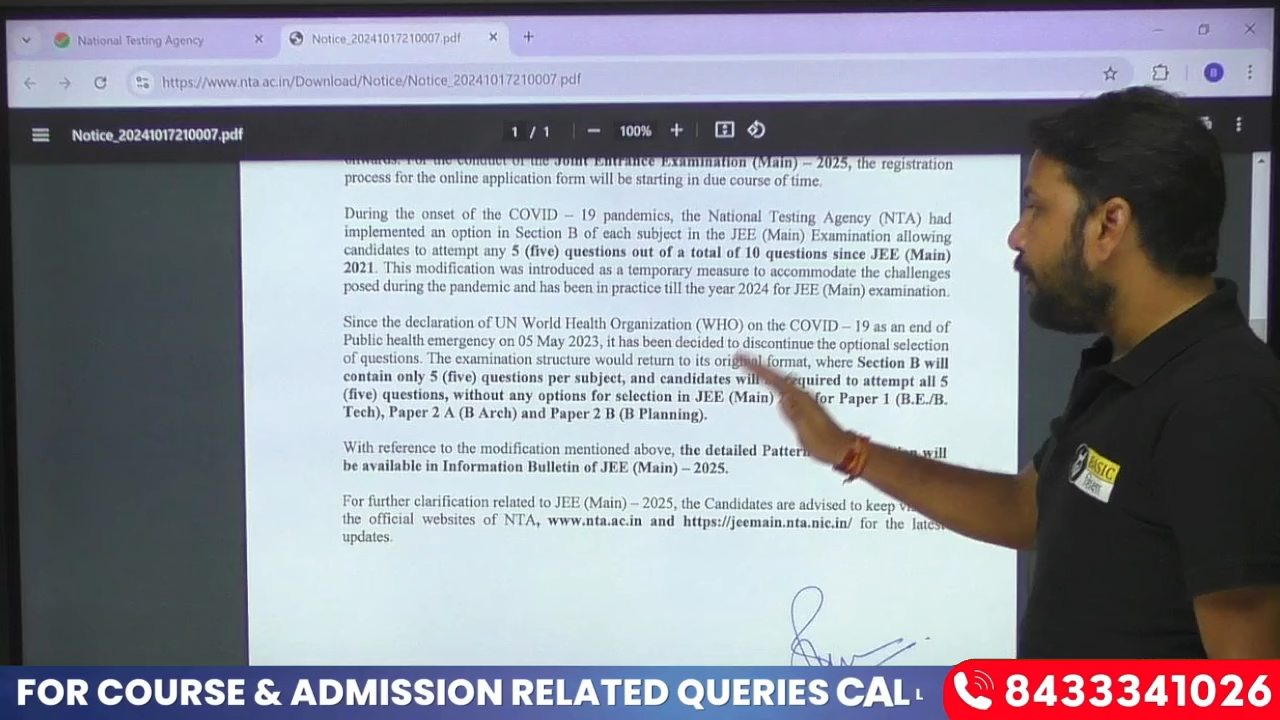 National Testing Agency
Notice_20241017210007.pdf
https://www.nta.ac.in/Download/Notice/Notice_20241017210007.pdf
B
Notice_20241017210007.pdf
1 / 1
100%
onwards. For the conduct of the Joint Entrance Examination (Main) – 2025, the registration
process for the online application form will be starting in due course of time.
During the onset of the COVID – 19 pandemics, the National Testing Agency (NTA) had
implemented an option in Section B of each subject in the JEE (Main) Examination allowing
candidates to attempt any 5 (five) questions out of a total of 10 questions since JEE (Main)
2021. This modification was introduced as a temporary measure to accommodate the challenges
posed during the pandemic and has been in practice till the year 2024 for JEE (Main) examination.
Since the declaration of UN World Health Organization (WHO) on the COVID – 19 as an end of
Public health emergency on 05 May 2023, it has been decided to discontinue the optional selection
of questions. The examination structure would return to its original format, where Section B will
contain only 5 (five) questions per subject, and candidates will required to attempt all 5
(five) questions, without any options for selection in JEE (Main) for Paper 1 (B.E./B.
Tech), Paper 2 A (B Arch) and Paper 2 B (B Planning).
With reference to the modification mentioned above, the detailed will
be available in Information Bulletin of JEE (Main) – 2025.
For further clarification related to JEE (Main) – 2025, the Candidates are advised to keep
the official websites of NTA, www.nta.ac.in and https://jeemain.nta.nic.in/ for the latest
updates.
BASIC
FOR COURSE & ADMISSION RELATED QUERIES CALL
8433341026